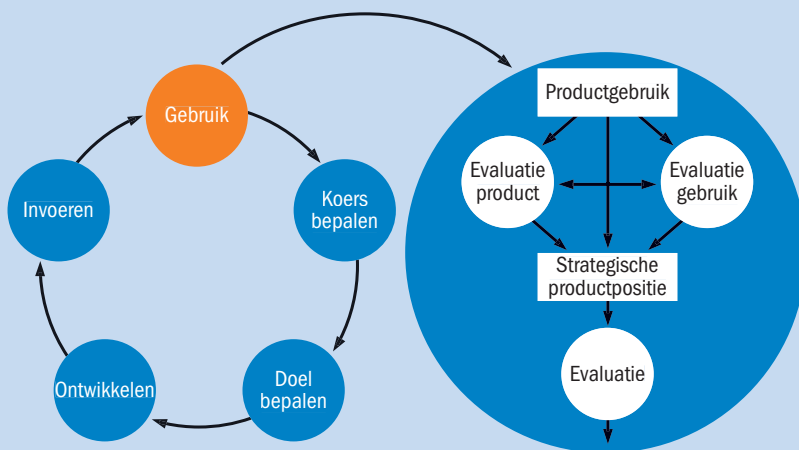 Gebruik
Koers
bepalen
Doel
bepalen
Ontwikkelen
Invoeren
Productgebruik
Evaluatie
product
Evaluatie
gebruik
Strategische
productpositie
Evaluatie